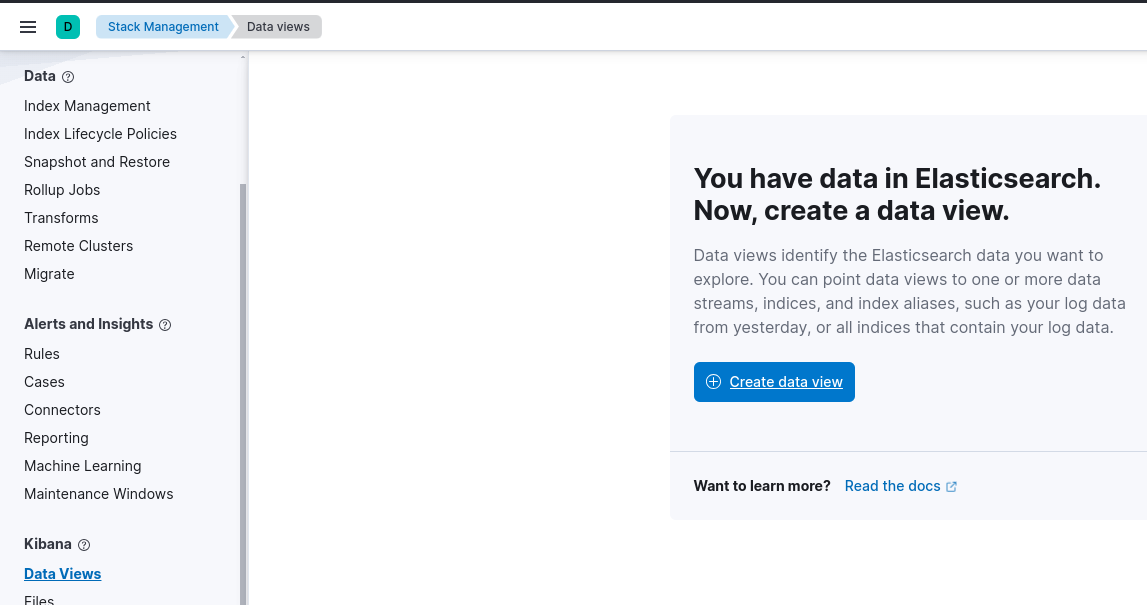 D
Stack Management
Data views
Data
Index Management
Index Lifecycle Policies
Snapshot and Restore
Rollup Jobs
Transforms
Remote Clusters
Migrate
Alerts and Insights
Rules
Cases
Connectors
Reporting
Machine Learning
Maintenance Windows
Kibana
Data Views
Files
You have data in Elasticsearch.
Now, create a data view.
Data views identify the Elasticsearch data you want to
explore. You can point data views to one or more data
streams, indices, and index aliases, such as your log data
from yesterday, or all indices that contain your log data.
Create data view
Want to learn more? Read the docs